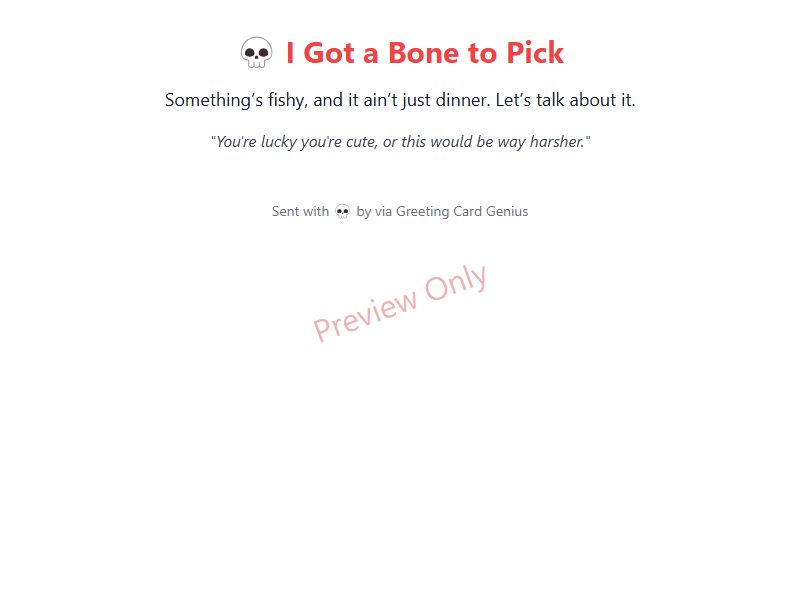 💀 I Got a Bone to Pick
Something’s fishy, and it ain’t just dinner. Let’s talk about it.
"You're lucky you're cute, or this would be way harsher."
Sent with 💀 by via Greeting Card Genius
Preview Only